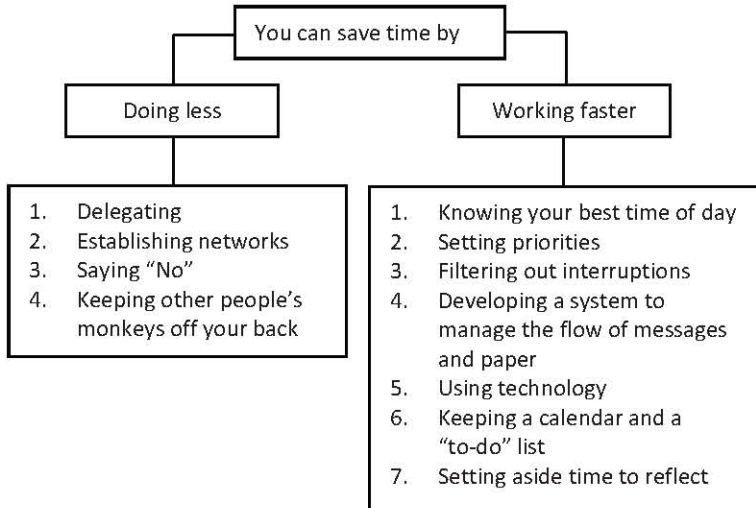 You can save time by
Doing less
Working faster
1. Delegating
2. Establishing networks
3. Saying “No”
4. Keeping other people’s
monkeys off your back
1. Knowing your best time of day
2. Setting priorities
3. Filtering out interruptions
4. Developing a system to
manage the flow of messages
and paper
5. Using technology
6. Keeping a calendar and a
“to-do” list
7. Setting aside time to reflect